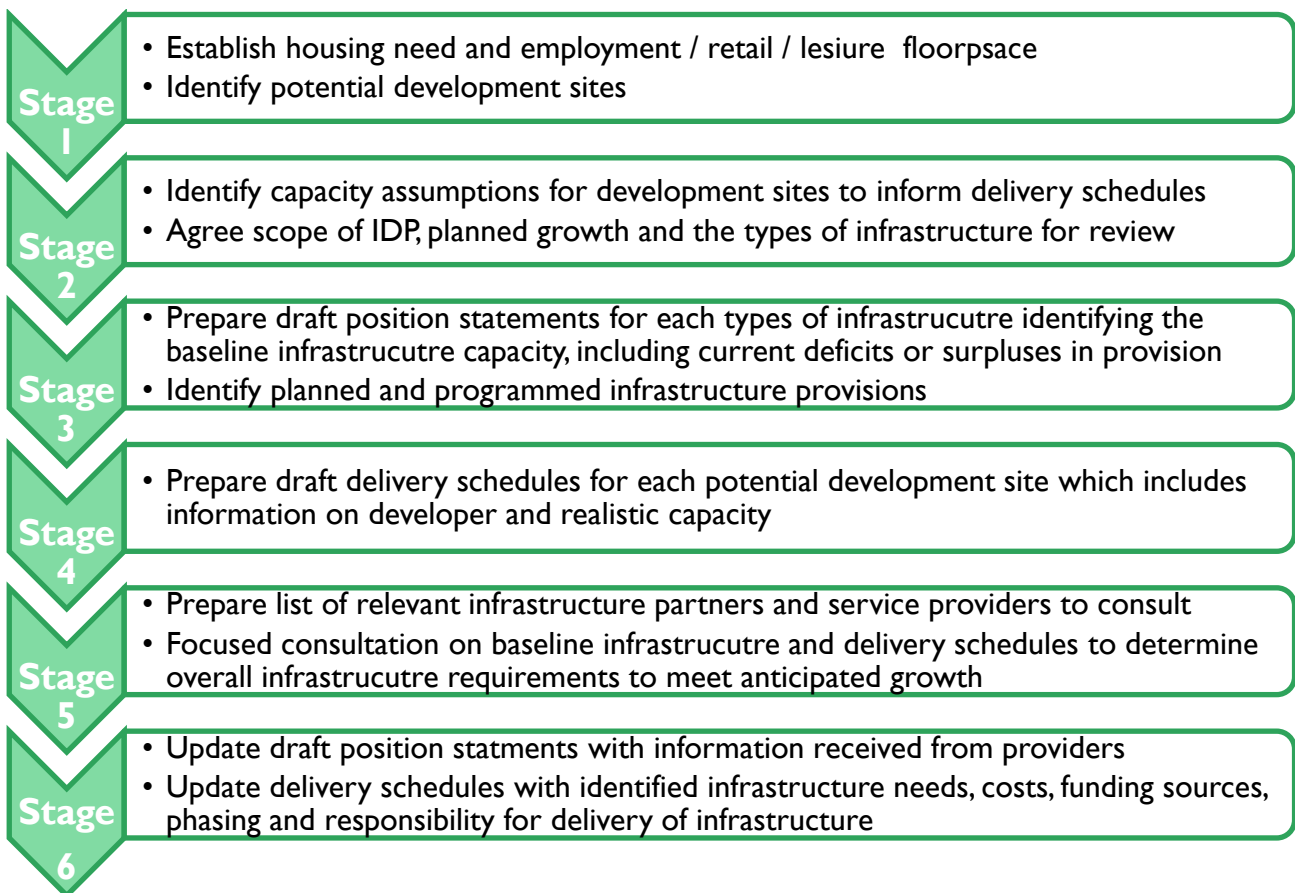 Stage
1
• Establish housing need and employment / retail / lesiure floorpsace
• Identify potential development sites
Stage
2
• Identify capacity assumptions for development sites to inform delivery schedules
• Agree scope of IDP, planned growth and the types of infrastructure for review
Stage
3
• Prepare draft position statements for each types of infrastrucutre identifying the
baseline infrastrucutre capacity, including current deficits or surpluses in provision
• Identify planned and programmed infrastructure provisions
Stage
4
• Prepare draft delivery schedules for each potential development site which includes
information on developer and realistic capacity
Stage
5
• Prepare list of relevant infrastructure partners and service providers to consult
• Focused consultation on baseline infrastrucutre and delivery schedules to determine
overall infrastrucutre requirements to meet anticipated growth
Stage
6
• Update draft position statments with information received from providers
• Update delivery schedules with identified infrastructure needs, costs, funding sources,
phasing and responsibility for delivery of infrastructure